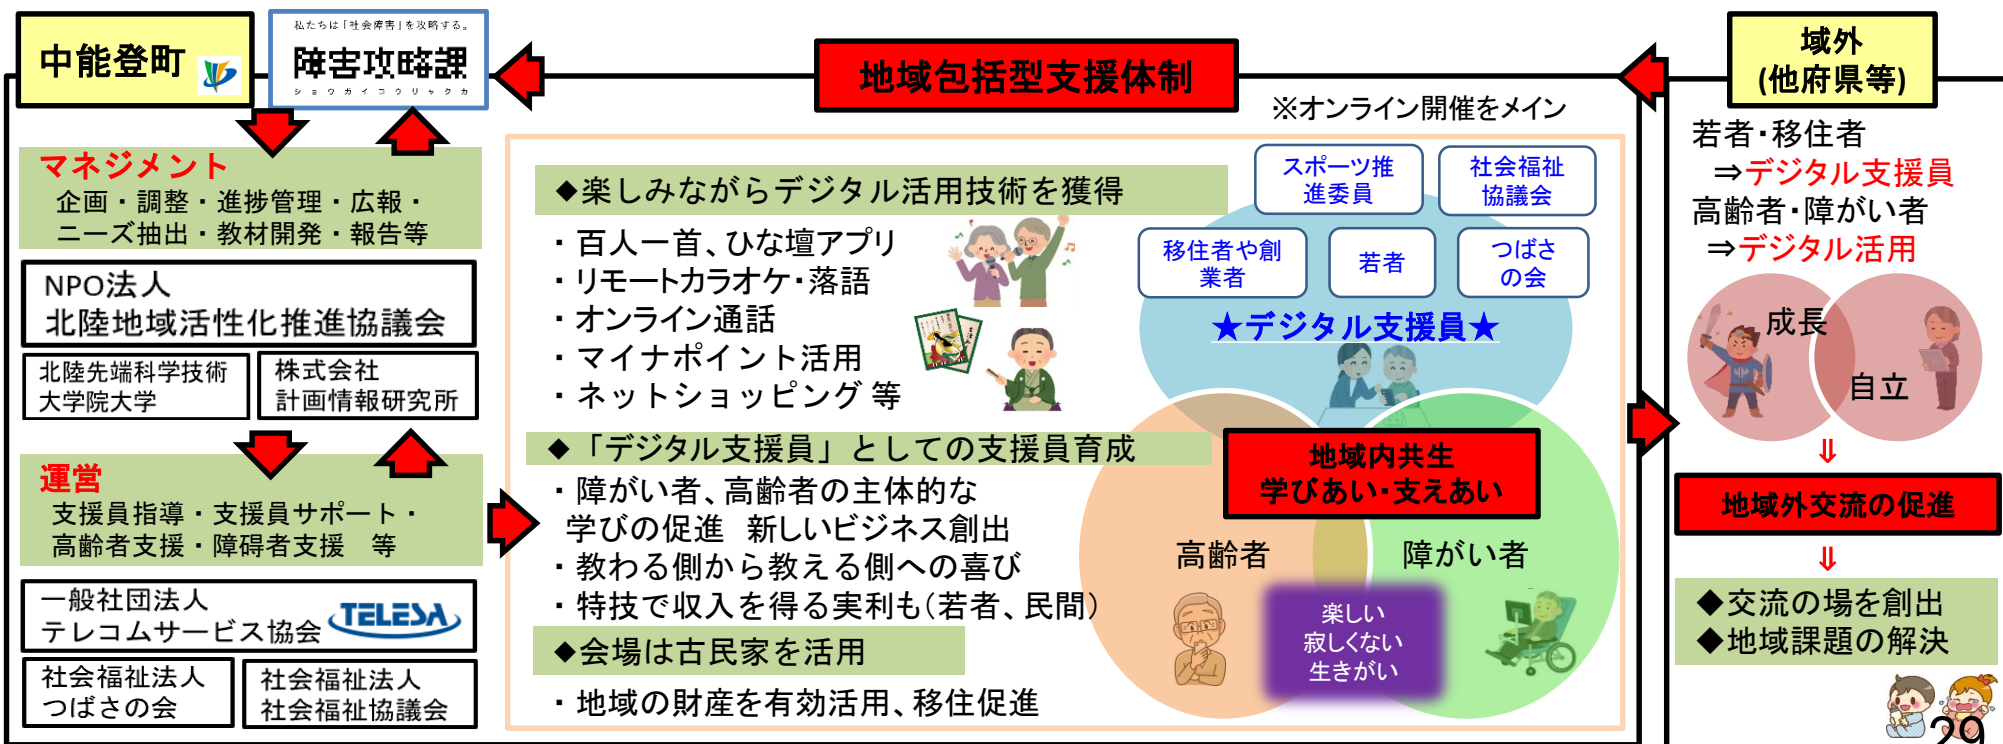 中能登町
私たちは「社会障害」を攻略する。
障害攻略課
ショウガイコウリャクカ
地域包括型支援体制
※オンライン開催をメイン
域外
(他府県等)
マネジメント
企画・調整・進捗管理・広報・
ニーズ抽出・教材開発・報告等
NPO法人
北陸地域活性化推進協議会
北陸先端科学技術
大学院大学
株式会社
計画情報研究所
運営
支援員指導・支援員サポート・
高齢者支援・障碍者支援　等
一般社団法人
テレコムサービス協会
TELESA
社会福祉法人
つばさの会
社会福祉法人
社会福祉協議会
◆楽しみながらデジタル活用技術を獲得
・百人一首、ひな壇アプリ
・リモートカラオケ・落語
・オンライン通話
・マイナポイント活用
・ネットショッピング 等
◆「デジタル支援員」としての支援員育成
・障がい者、高齢者の主体的な
学びの促進　新しいビジネス創出
・教わる側から教える側への喜び
・特技で収入を得る実利も(若者、民間)
◆会場は古民家を活用
・地域の財産を有効活用、移住促進
スポーツ推
進委員
社会福祉
協議会
移住者や創
業者
若者
つばさ
の会
★デジタル支援員★
地域内共生
学びあい・支えあい
高齢者
障がい者
楽しい
寂しくない
生きがい
若者・移住者
⇒デジタル支援員
高齢者・障がい者
⇒デジタル活用
成長
自立
⇓
地域外交流の促進
⇓
◆交流の場を創出
◆地域課題の解決
29